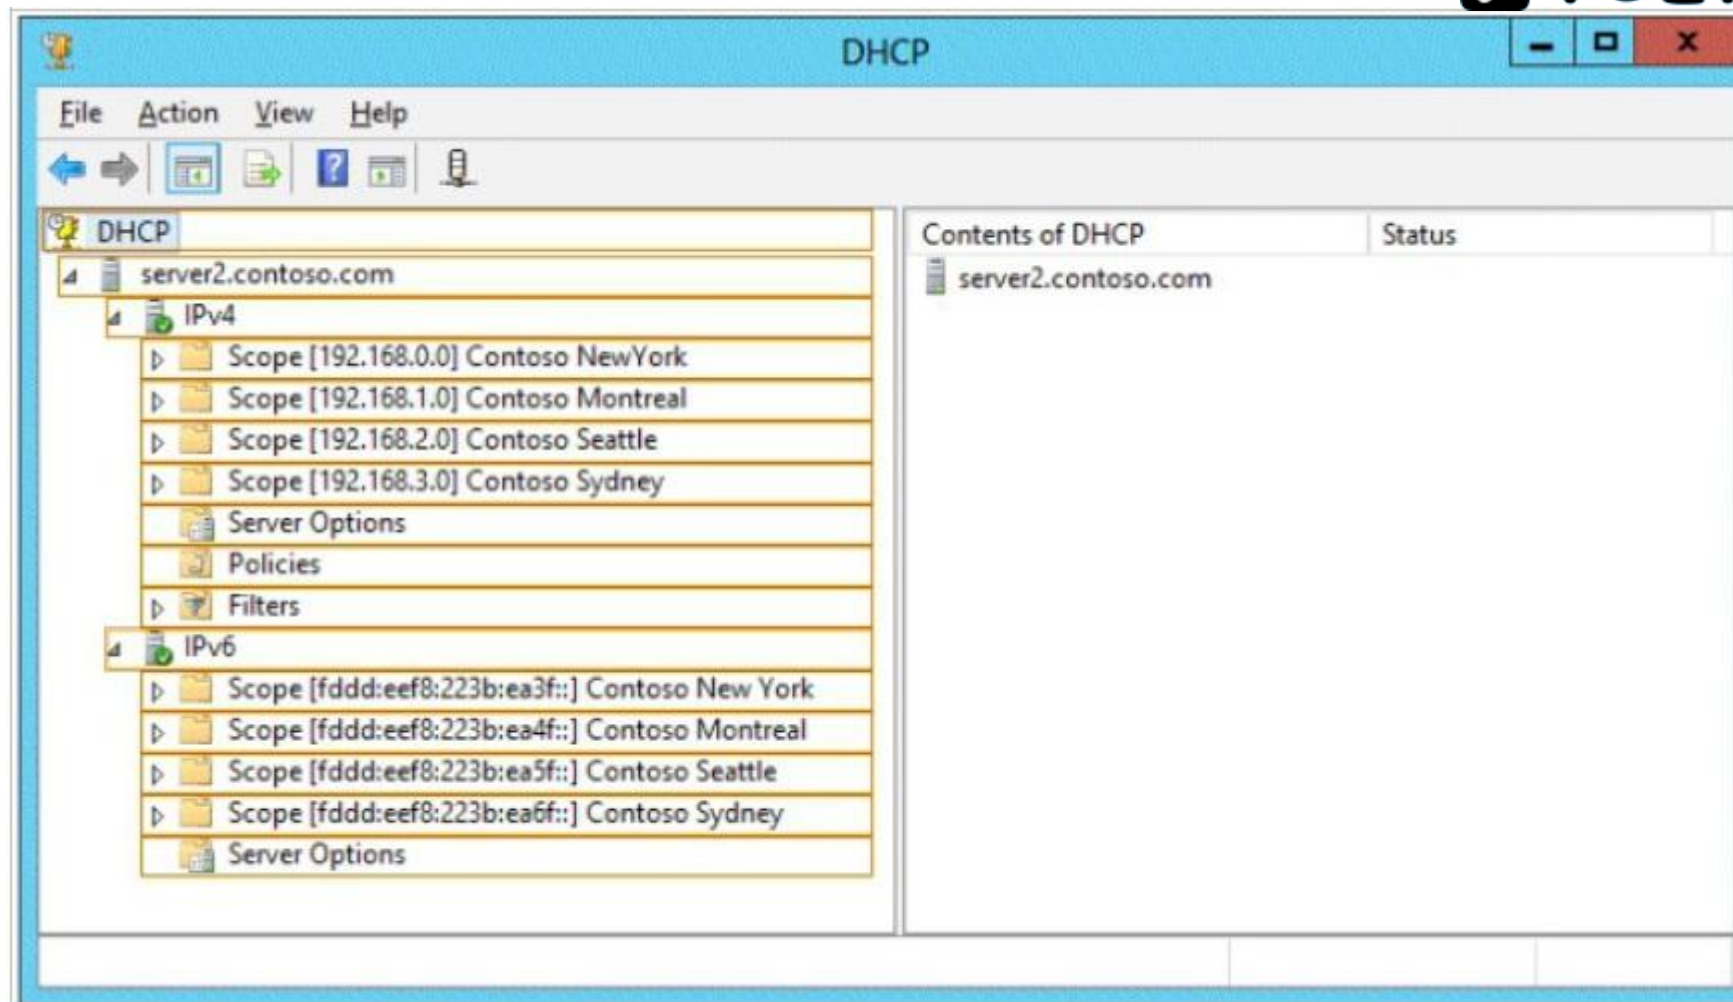 DHCP
File Action View Help
DHCP
server2.contoso.com
IPv4
Scope [192.168.0.0] Contoso NewYork
Scope [192.168.1.0] Contoso Montreal
Scope [192.168.2.0] Contoso Seattle
Scope [192.168.3.0] Contoso Sydney
Server Options
Policies
Filters
IPv6
Scope [fddd:eef8:223b:ea3f::] Contoso New York
Scope [fddd:eef8:223b:ea4f::] Contoso Montreal
Scope [fddd:eef8:223b:ea5f::] Contoso Seattle
Scope [fddd:eef8:223b:ea6f::] Contoso Sydney
Server Options
Contents of DHCP Status
server2.contoso.com